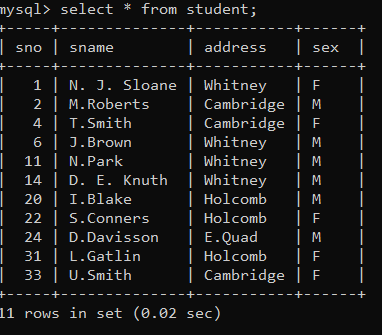 mysql> select * from student;
+-----+--------------+-----------+------+
| sno | sname | address | sex |
+-----+--------------+-----------+------+
| 1 | N. J. Sloane | Whitney | F |
| 2 | M.Roberts | Cambridge | M |
| 4 | T.Smith | Cambridge | F |
| 6 | J.Brown | Whitney | M |
| 11 | N.Park | Whitney | M |
| 14 | D. E. Knuth | Whitney | M |
| 20 | I.Blake | Holcomb | M |
| 22 | S.Conners | Holcomb | F |
| 24 | D.Davisson | E.Quad | M |
| 31 | L.Gatlin | Holcomb | F |
| 33 | U.Smith | Cambridge | F |
+-----+--------------+-----------+------+
11 rows in set (0.02 sec)